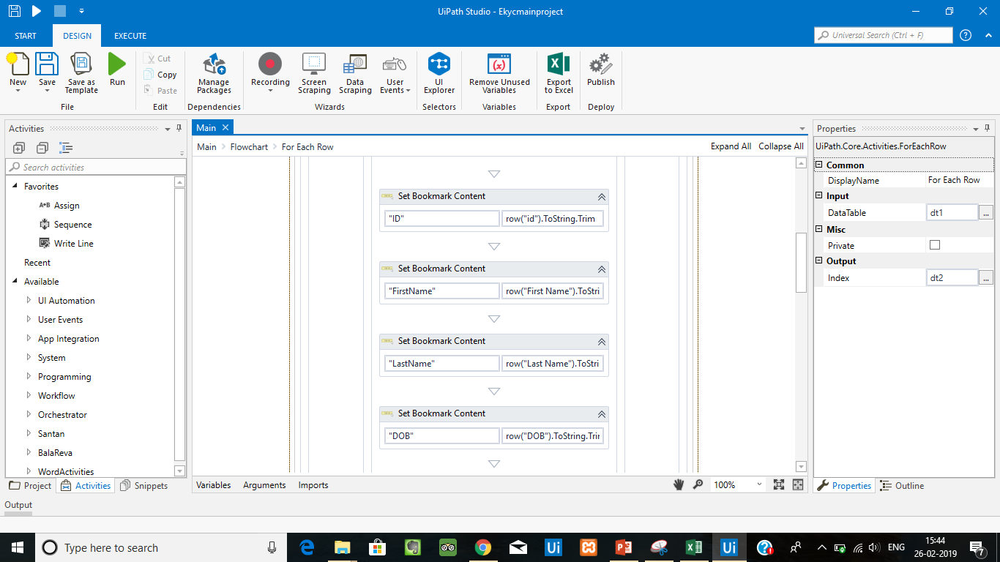 UiPath Studio - Ekycmainproject
START DESIGN EXECUTE
Universal Search (Ctrl + F)
New
Save
Save as Template
Run
File
Cut
Copy
Paste
Edit
Manage Packages
Dependencies
Recording
Screen Scraping
Data Scraping
User Events
Wizards
UI Explorer
Selectors
Remove Unused Variables
Variables
Export to Excel
Export
Publish
Deploy
Activities
Search activities
Favorites
Assign
Sequence
Write Line
Recent
Available
UI Automation
User Events
App Integration
System
Programming
Workflow
Orchestrator
Santan
BalaReva
WordActivities
Project Activities Snippets
Output
Main
Main Flowchart For Each Row
Expand All Collapse All
Set Bookmark Content
"ID" row("id").ToString.Trim
Set Bookmark Content
"FirstName" row("First Name").ToStri
Set Bookmark Content
"LastName" row("Last Name").ToStri
Set Bookmark Content
"DOB" row("DOB").ToString.Trir
Variables Arguments Imports
100%
Properties
UiPath.Core.Activities.ForEachRow
Common
DisplayName For Each Row
Input
DataTable dt1 ...
Misc
Private
Output
Index dt2 ...
Properties Outline
Type here to search
Ui
Ui
ENG
15:44
26-02-2019
7